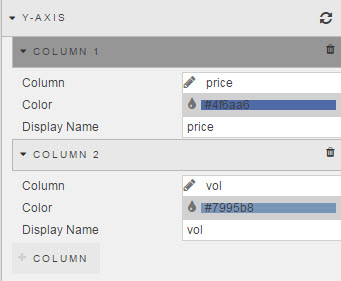 Y-AXIS
COLUMN 1
Column price
Color #4f6aa6
Display Name price
COLUMN 2
Column vol
Color #7995b8
Display Name vol
+ COLUMN